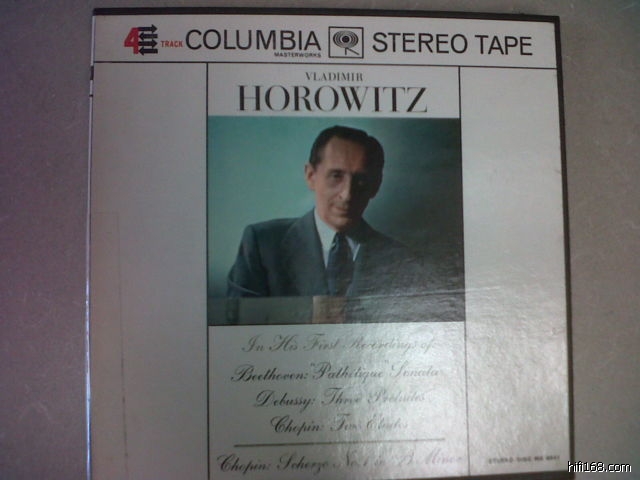 4 TRACK COLUMBIA STEREO TAPE
MASTERWORKS
VLADIMIR
HOROWITZ
In His First Recordings of:
Beethoven: "Pathétique" Sonata
Debussy: Three Preludes
Chopin: Two Etudes
Chopin: Scherzo No. 1 in B Minor
hifi168.com